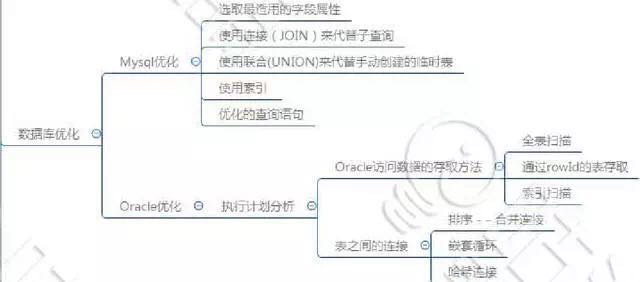 选取最适用的字段属性
使用连接（JOIN）来代替子查询
Mysql优化
使用联合(UNION)来代替手动创建的临时表
使用索引
优化的查询语句
数据库优化
全表扫描
Oracle访问数据的存取方法
通过rowId的表存取
索引扫描
Oracle优化
执行计划分析
排序 - - 合并连接
表之间的连接
嵌套循环
哈希连接